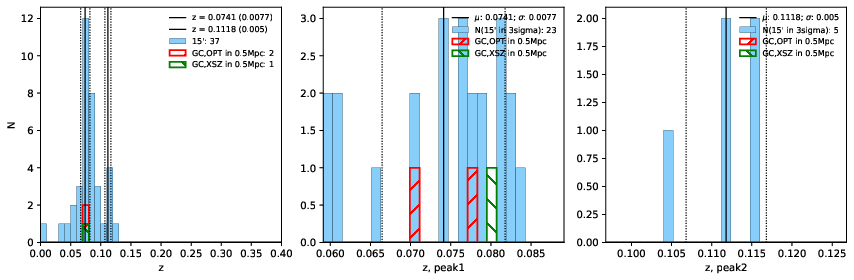 z = 0.0741 (0.0077)
z = 0.1118 (0.005)
15': 37
GC,OPT in 0.5Mpc: 2
GC,XSZ in 0.5Mpc: 1
12
10
8
6
4
2
0
N
0.00 0.05 0.10 0.15 0.20 0.25 0.30 0.35 0.40
z
μ: 0.0741; σ: 0.0077
N(15' in 3sigma): 23
GC,OPT in 0.5Mpc
GC,XSZ in 0.5Mpc
3.0
2.5
2.0
1.5
1.0
0.5
0.0
0.060 0.065 0.070 0.075 0.080 0.085
z, peak1
μ: 0.1118; σ: 0.005
N(15' in 3sigma): 5
GC,OPT in 0.5Mpc
GC,XSZ in 0.5Mpc
2.00
1.75
1.50
1.25
1.00
0.75
0.50
0.25
0.00
0.100 0.105 0.110 0.115 0.120 0.125
z, peak2